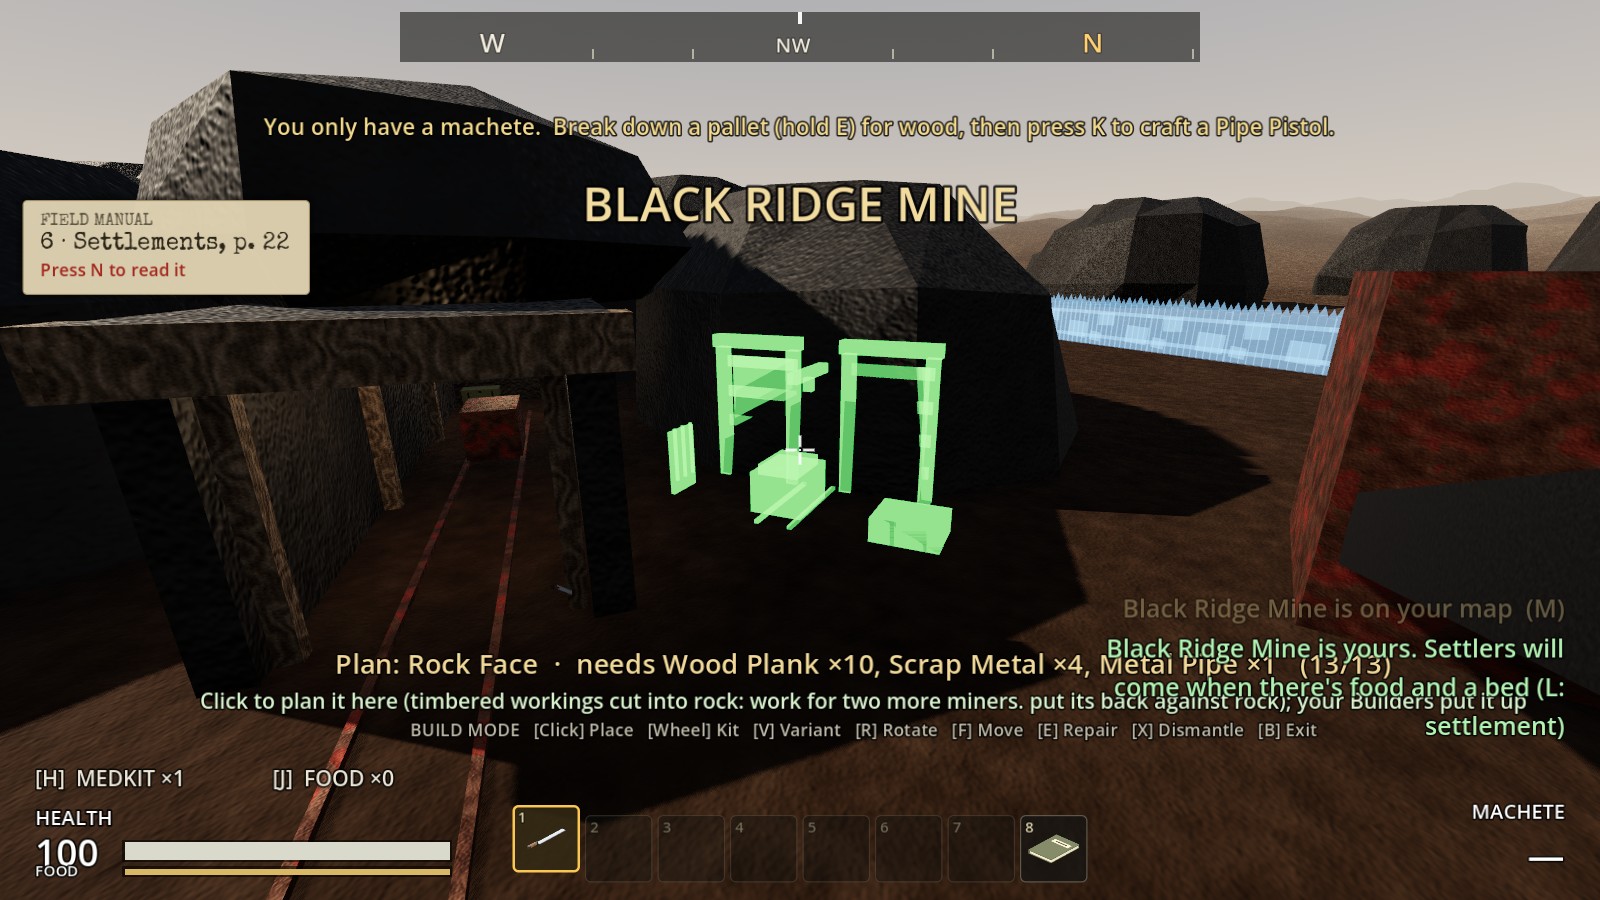 W NW N
You only have a machete. Break down a pallet (hold E) for wood, then press K to craft a Pipe Pistol.
BLACK RIDGE MINE
FIELD MANUAL
6 · Settlements, p. 22
Press N to read it
Black Ridge Mine is on your map (M)
Black Ridge Mine is yours. Settlers will
come when there's food and a bed (L:
settlement)
Plan: Rock Face · needs Wood Plank ×10, Scrap Metal ×4, Metal Pipe ×1 (13/13)
Click to plan it here (timbered workings cut into rock: work for two more miners. put its back against rock); your Builders put it up
BUILD MODE [Click] Place [Wheel] Kit [V] Variant [R] Rotate [F] Move [E] Repair [X] Dismantle [B] Exit
[H] MEDKIT ×1 [J] FOOD ×0
HEALTH
100
FOOD
1 2 3 4 5 6 7 8
MACHETE
—